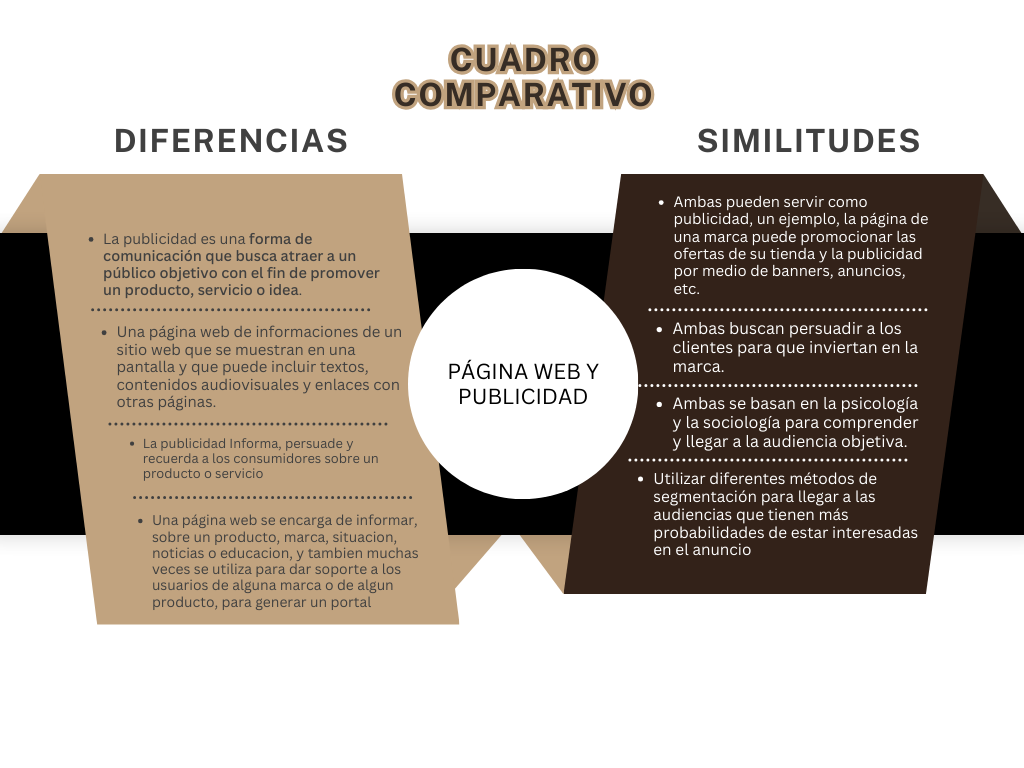 CUADRO
COMPARATIVO
DIFERENCIAS
• La publicidad es una forma de
comunicación que busca atraer a un
público objetivo con el fin de promover
un producto, servicio o idea.
• Una página web de informaciones de un
sitio web que se muestran en una
pantalla y que puede incluir textos,
contenidos audiovisuales y enlaces con
otras páginas.
• La publicidad Informa, persuade y
recuerda a los consumidores sobre un
producto o servicio
• Una página web se encarga de informar,
sobre un producto, marca, situacion,
noticias o educacion, y tambien muchas
veces se utiliza para dar soporte a los
usuarios de alguna marca o de algun
producto, para generar un portal
PÁGINA WEB Y
PUBLICIDAD
SIMILITUDES
• Ambas pueden servir como
publicidad, un ejemplo, la página de
una marca puede promocionar las
ofertas de su tienda y la publicidad
por medio de banners, anuncios,
etc.
• Ambas buscan persuadir a los
clientes para que inviertan en la
marca.
• Ambas se basan en la psicología
y la sociología para comprender
y llegar a la audiencia objetiva.
• Utilizar diferentes métodos de
segmentación para llegar a las
audiencias que tienen más
probabilidades de estar interesadas
en el anuncio